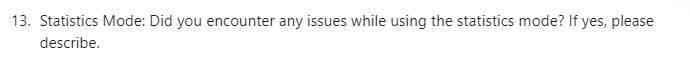 13. Statistics Mode: Did you encounter any issues while using the statistics mode? If yes, please
describe.